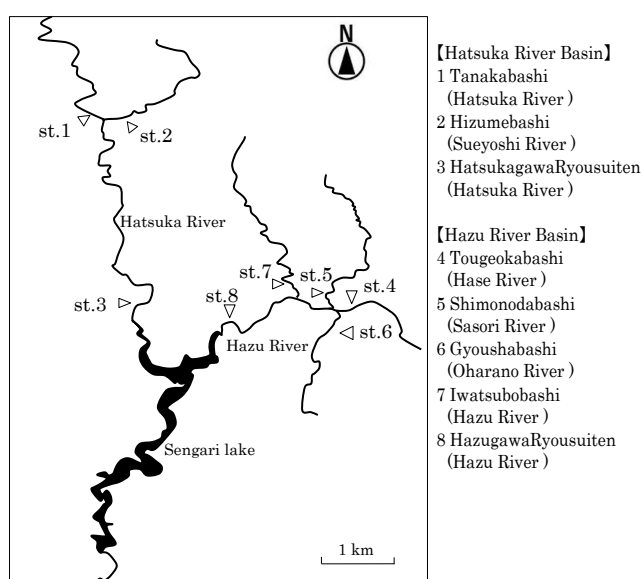 N
st.1
st.2
Hatsuka River
st.7
st.5
st.4
st.3
st.8
st.6
Hazu River
Sengari lake
1 km
【Hatsuka River Basin】
1 Tanakabashi
(Hatsuka River )
2 Hizumebashi
(Sueyoshi River )
3 HatsukagawaRyousuiten
(Hatsuka River )
【Hazu River Basin】
4 Tougeokabashi
(Hase River )
5 Shimonodabashi
(Sasori River )
6 Gyoushabashi
(Oharano River )
7 Iwatsubobashi
(Hazu River )
8 HazugawaRyousuiten
(Hazu River )